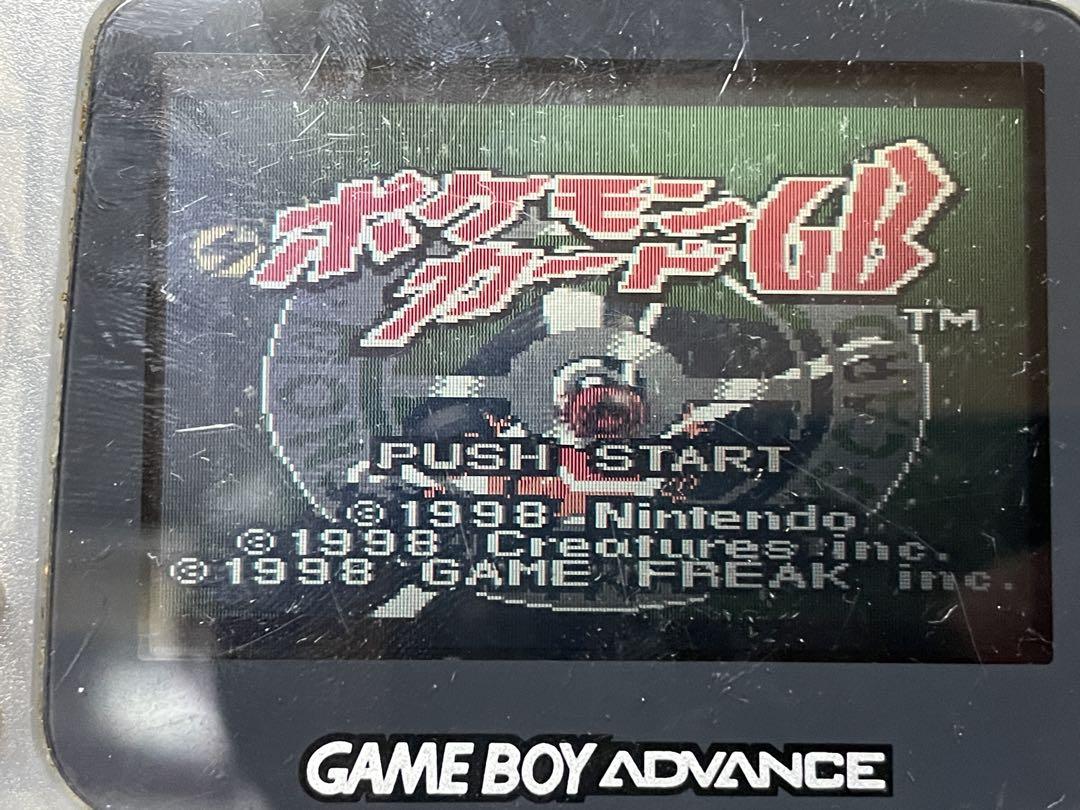 ポケモン
カードGB
TM
PUSH START
©1998 Nintendo
©1998 Creatures inc.
©1998 GAME FREAK inc.
GAME BOY ADVANCE